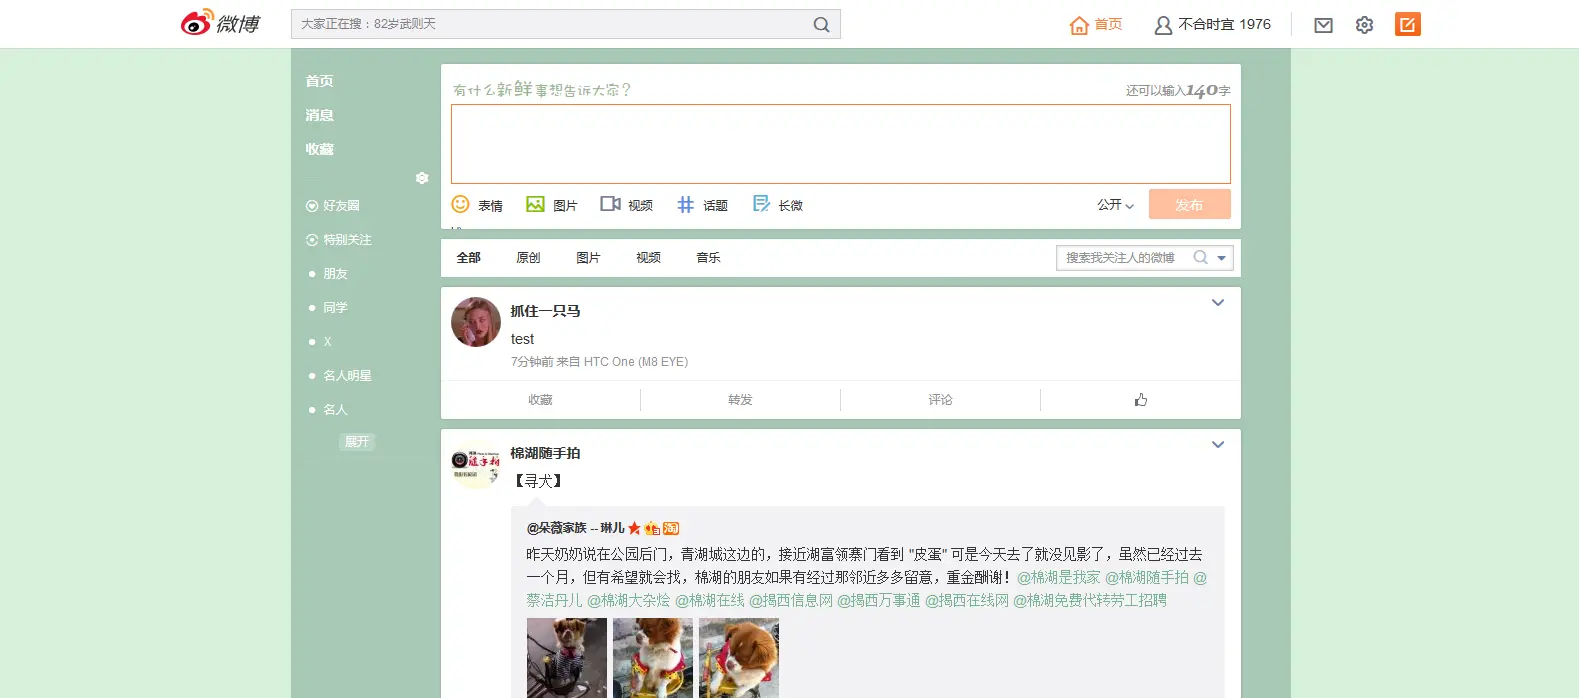 微博
大家正在搜：82岁武则天
首页
不合时宜 1976
首页
消息
收藏
好友圈
特别关注
朋友
同学
X
名人明星
名人
展开
有什么新鲜事想告诉大家?
还可以输入140字
表情
图片
视频
话题
长微
公开
发布
全部
原创
图片
视频
音乐
搜索我关注人的微博
抓住一只马
test
7分钟前 来自 HTC One (M8 EYE)
收藏
转发
评论
棉湖随手拍
【寻犬】
@朵薇家族 -- 琳儿
淘
昨天奶奶说在公园后门，青湖城这边的，接近湖富领寨门看到 "皮蛋" 可是今天去了就没见影了，虽然已经过去
一个月，但有希望就会找，棉湖的朋友如果有经过那邻近多多留意，重金酬谢！@棉湖是我家 @棉湖随手拍 @
蔡洁丹儿 @棉湖大杂烩 @棉湖在线 @揭西信息网 @揭西万事通 @揭西在线网 @棉湖免费代转劳工招聘